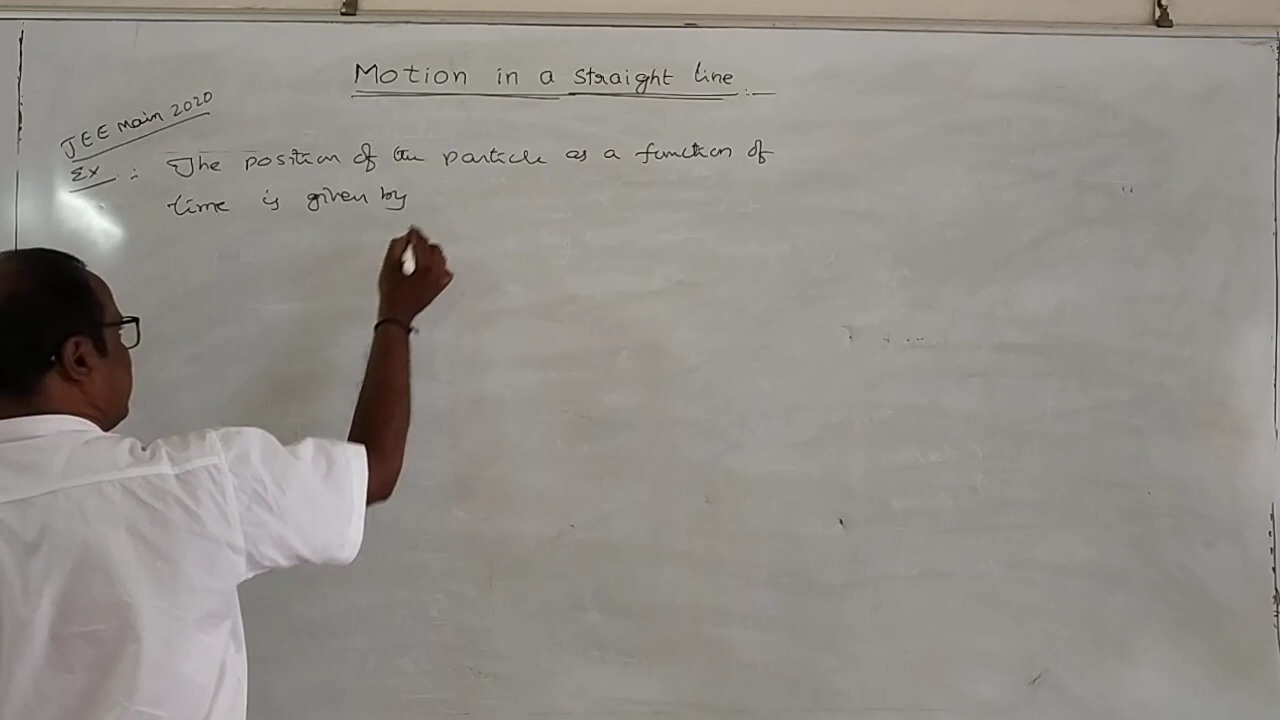 Motion in a straight line :-
JEE Main 2020
Ex : The position of the particle as a function of
time is given by